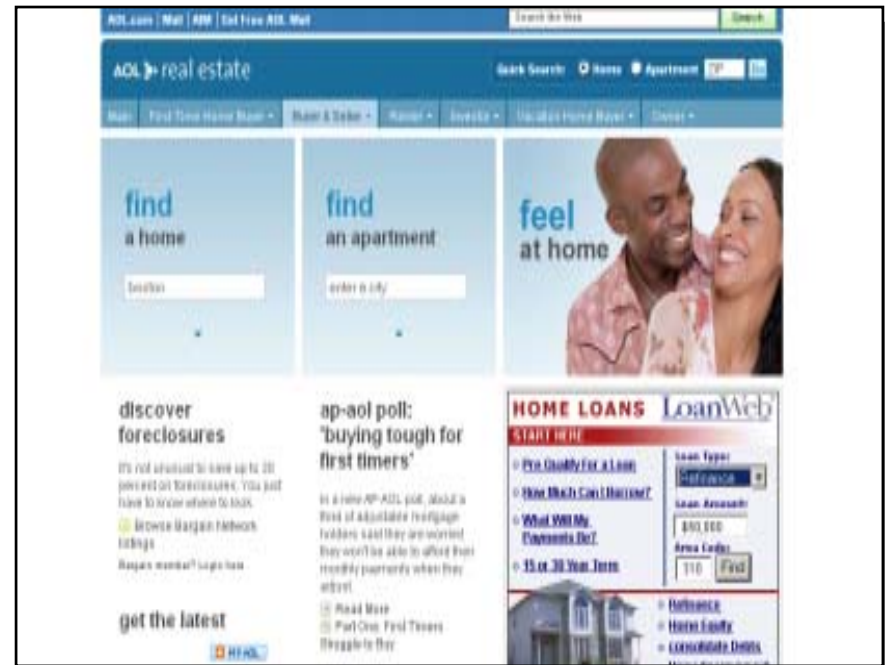 AOL.com | Mail | AIM | Get Free AOL Mail
Search the Web
Search
AOL real estate
Quick Search:
Home
Apartment
ZIP
Main
First Time Home Buyer
Buyer & Seller
Renter
Investor
Vacation Home Buyer
Owner
find
a home
boston
find
an apartment
enter a city
feel
at home
discover
foreclosures
It's not unusual to save up to 30
percent on foreclosures. You just
have to know where to look.
Browse Bargain Network
listings
Bargain member? Login here
get the latest
MY AOL
ap-aol poll:
'buying tough for
first timers'
In a new AP-AOL poll, about a
third of adjustable mortgage
holders said they are worried
they won't be able to afford their
monthly payments when they
adjust.
Read More
Part One: First Timers
Struggle to Buy
HOME LOANS LoanWeb
START HERE
Pre Qualify For a Loan
How Much Can I Borrow?
What Will My
Payments Be?
15 or 30 Year Term
Loan Type:
Refinance
Loan Amount:
Area Code:
Find
Refinance
Home Equity
consolidate Debts